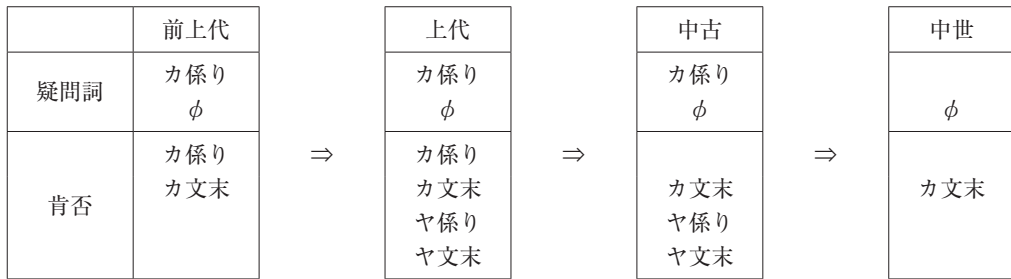 前上代 上代 中古 中世
疑問詞 カ係り カ係り カ係り
φ φ φ φ
肯否 カ係り ⇒ カ係り ⇒ ⇒
カ文末 カ文末 カ文末 カ文末
ヤ係り ヤ係り
ヤ文末 ヤ文末